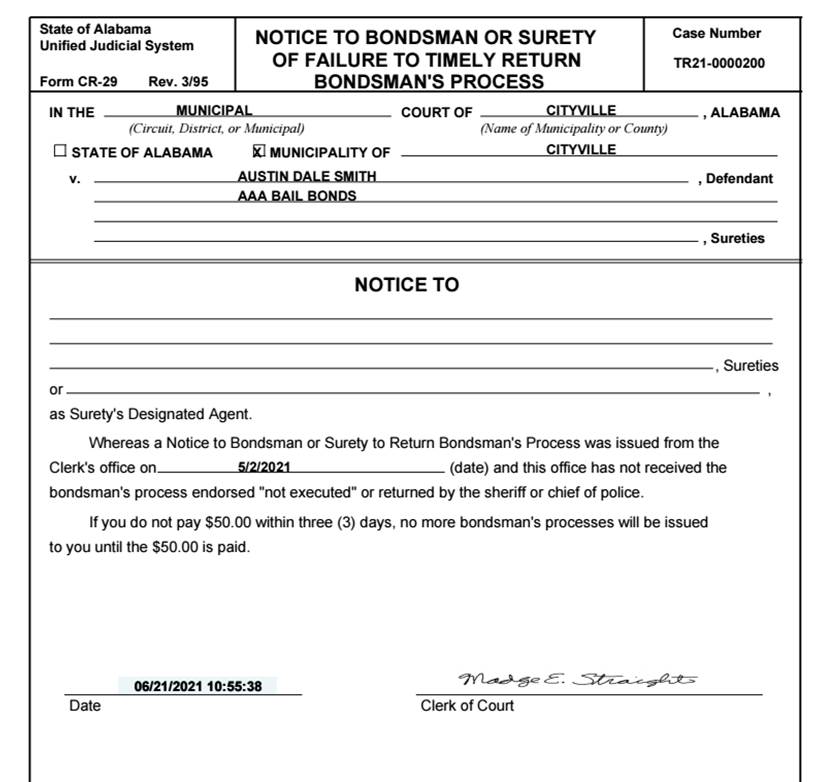 State of Alabama
Unified Judicial System
Form CR-29 Rev. 3/95
NOTICE TO BONDSMAN OR SURETY
OF FAILURE TO TIMELY RETURN
BONDSMAN'S PROCESS
Case Number
TR21-0000200
IN THE MUNICIPAL COURT OF CITYVILLE , ALABAMA
(Circuit, District, or Municipal) (Name of Municipality or County)
☐ STATE OF ALABAMA ☒ MUNICIPALITY OF CITYVILLE
v. AUSTIN DALE SMITH , Defendant
AAA BAIL BONDS
, Sureties
NOTICE TO
, Sureties
or ,
as Surety's Designated Agent.
Whereas a Notice to Bondsman or Surety to Return Bondsman's Process was issued from the
Clerk's office on 5/2/2021 (date) and this office has not received the
bondsman's process endorsed "not executed" or returned by the sheriff or chief of police.
If you do not pay $50.00 within three (3) days, no more bondsman's processes will be issued
to you until the $50.00 is paid.
06/21/2021 10:55:38 Madge E. Straight
Date Clerk of Court